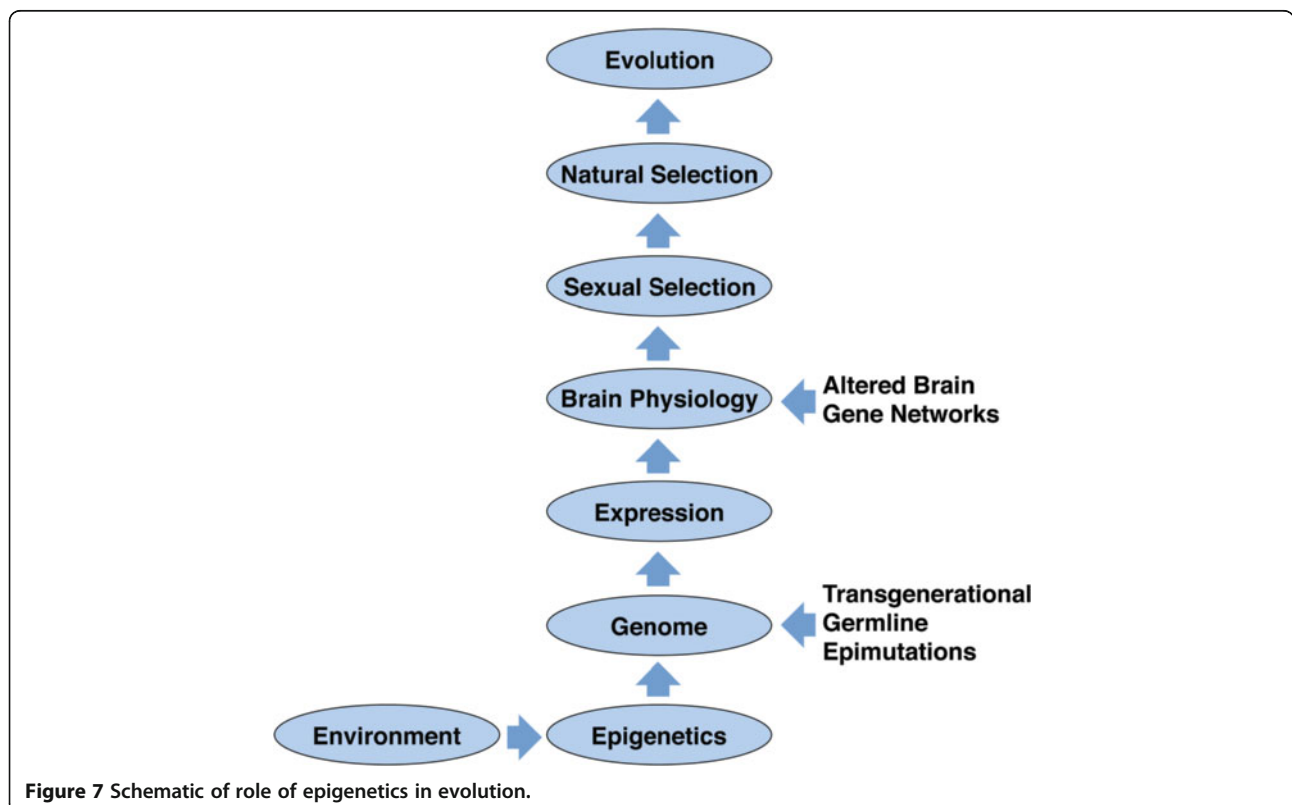 Evolution
Natural Selection
Sexual Selection
Brain Physiology
Altered Brain
Gene Networks
Expression
Genome
Transgenerational
Germline
Epimutations
Environment
Epigenetics
Figure 7 Schematic of role of epigenetics in evolution.